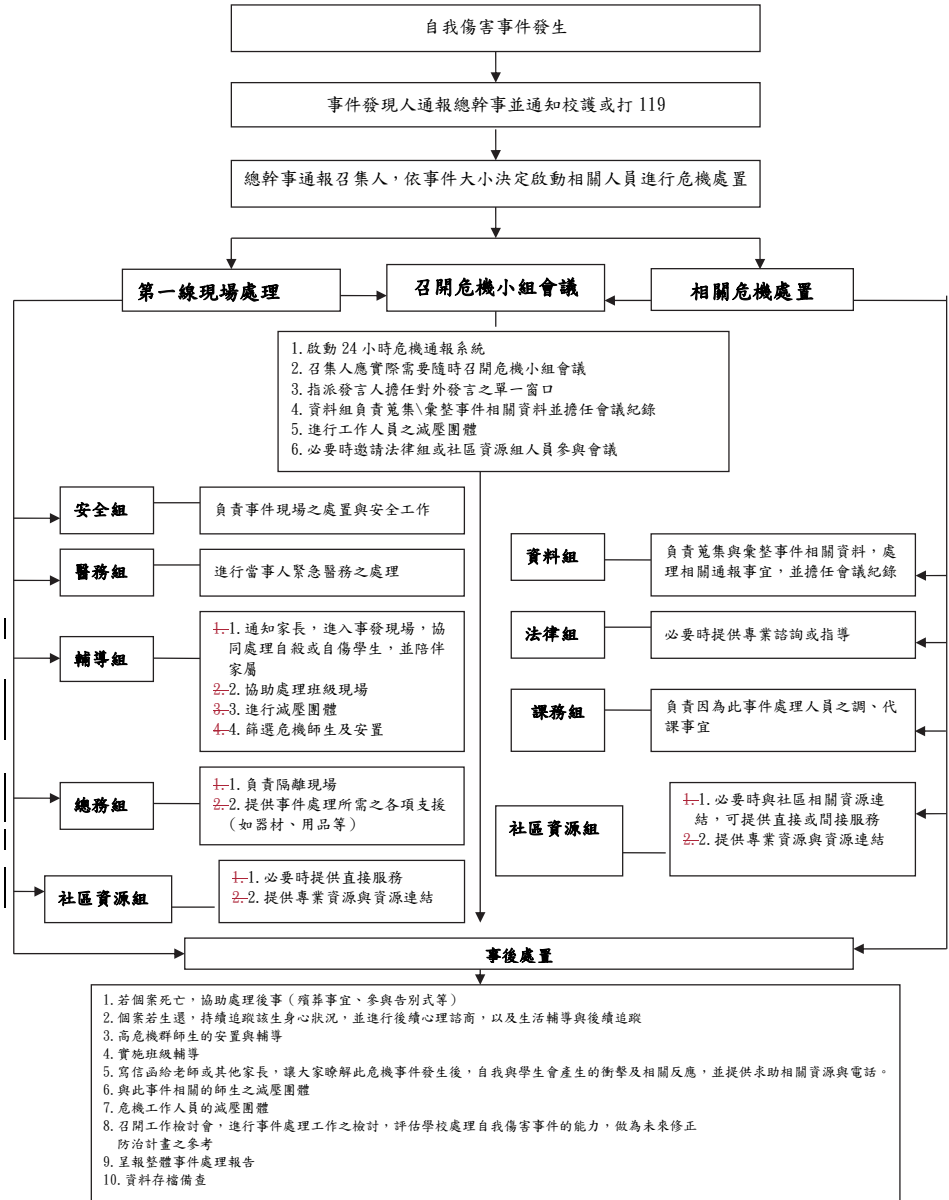 自我傷害事件發生
事件發現人通報總幹事並通知校護或打 119
總幹事通報召集人，依事件大小決定啟動相關人員進行危機處置
第一線現場處理
召開危機小組會議
相關危機處置
1.啟動 24 小時危機通報系統
2.召集人應實際需要隨時召開危機小組會議
3.指派發言人擔任對外發言之單一窗口
4.資料組負責蒐集\彙整事件相關資料並擔任會議紀錄
5.進行工作人員之減壓團體
6.必要時邀請法律組或社區資源組人員參與會議
安全組
負責事件現場之處置與安全工作
醫務組
進行當事人緊急醫務之處理
輔導組
1.1.通知家長，進入事發現場，協
同處理自殺或自傷學生，並陪伴
家屬
2.2.協助處理班級現場
3.3.進行減壓團體
4.4.篩選危機師生及安置
總務組
1.1.負責隔離現場
2.2.提供事件處理所需之各項支援
（如器材、用品等）
社區資源組
1.1.必要時提供直接服務
2.2.提供專業資源與資源連結
資料組
負責蒐集與彙整事件相關資料，處
理相關通報事宜，並擔任會議紀錄
法律組
必要時提供專業諮詢或指導
課務組
負責因為此事件處理人員之調、代
課事宜
社區資源組
1.1.必要時與社區相關資源連
結，可提供直接或間接服務
2.2.提供專業資源與資源連結
事後處置
1.若個案死亡，協助處理後事（殯葬事宜、參與告別式等）
2.個案若生還，持續追蹤該生身心狀況，並進行後續心理諮商，以及生活輔導與後續追蹤
3.高危機群師生的安置與輔導
4.實施班級輔導
5.寫信函給老師或其他家長，讓大家瞭解此危機事件發生後，自我與學生會產生的衝擊及相關反應，並提供求助相關資源與電話。
6.與此事件相關的師生之減壓團體
7.危機工作人員的減壓團體
8.召開工作檢討會，進行事件處理工作之檢討，評估學校處理自我傷害事件的能力，做為未來修正
防治計畫之參考
9.呈報整體事件處理報告
10.資料存檔備查